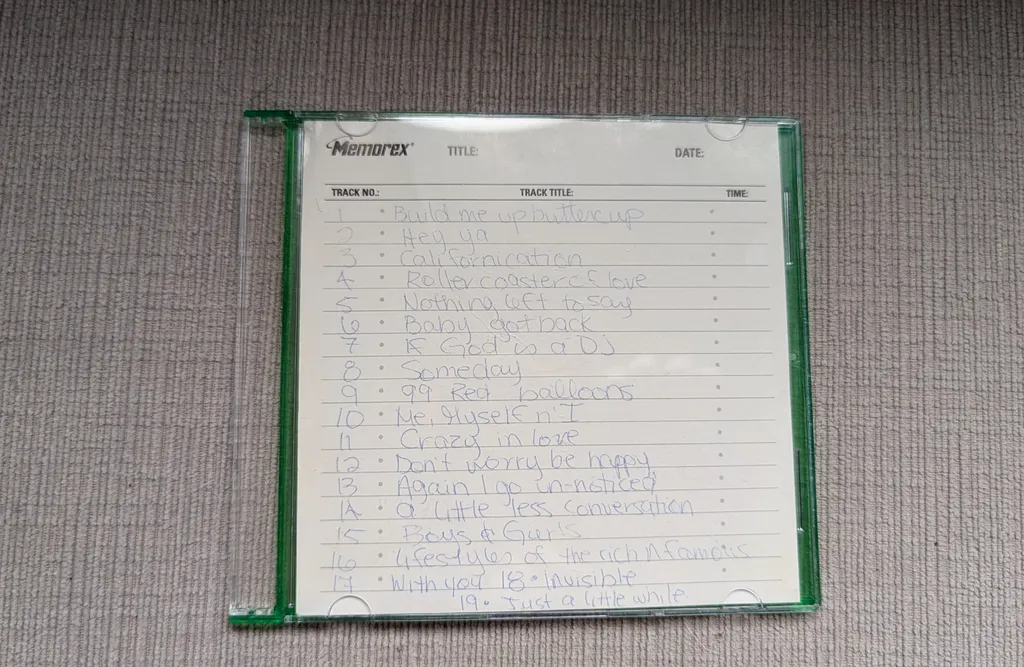 Memorex TITLE: DATE:
TRACK NO.: TRACK TITLE: TIME:
1 • Build me up buttercup
2 • Hey ya
3 • Californication
4 • Roller coaster of love
5 • Nothing left to say
6 • Baby got back
7 • If God is a DJ
8 • Someday
9 • 99 Red balloons
10 • Me, Myself n' I
11 • Crazy in love
12 • Don't worry be happy
13 • Again I go un-noticed
14 • a little less conversation
15 • Boys & Gurls
16 • Lifestyles of the rich n famous
17 • With you 18 • Invisible
19 • Just a little while